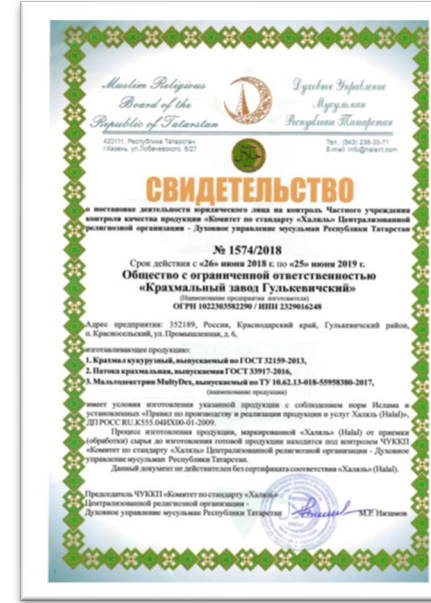 Muslim Religious
Board of the
Republic of Tatarstan
Духовное Управление
Мусульман
Республики Татарстан
420111, Республика Татарстан
г.Казань, ул.Лобачевского, 6/27
Тел.: (843) 238-33-71
СВИДЕТЕЛЬСТВО
о постановке деятельности юридического лица на контроль Частного учреждения
контроля качества продукции «Комитет по стандарту «Халяль» Централизованной
религиозной организации - Духовное управление мусульман Республики Татарстан
№ 1574/2018
Срок действия с «26» июня 2018 г. по «25» июня 2019 г.
Общество с ограниченной ответственностью
«Крахмальный завод Гулькевичский»
(Наименование предприятия изготовителя)
ОГРН 1022303582290 / ИНН 2329016248
Адрес предприятия: 352189, Россия, Краснодарский край, Гулькевичский район,
п. Красносельский, ул. Промышленная, д. 6,
изготавливающее продукцию:
1. Крахмал кукурузный, выпускаемый по ГОСТ 32159-2013,
2. Патока крахмальная, выпускаемая ГОСТ 33917-2016,
3. Мальтодекстрин MultyDex, выпускаемый по ТУ 10.62.13-018-55958380-2017,
(наименование продукции)
имеет условия изготовления указанной продукции с соблюдением норм Ислама и
установленных «Правил по производству и реализации продукции и услуг Халяль (Halal)»,
ДП РОСС RU.К555.04НХ00-01-2009.
Процесс изготовления продукции, маркированной «Халяль» (Halal) от приемки
(обработки) сырья до изготовления готовой продукции находится под контролем ЧУККП
«Комитет по стандарту «Халяль» Централизованной религиозной организации - Духовное
управление мусульман Республики Татарстан.
Данный документ не действителен без сертификата соответствия «Халяль» (Halal).
Председатель ЧУККП «Комитет по стандарту «Халяль»
Централизованной религиозной организации -
Духовное управление мусульман Республики Татарстан
М.Р. Низамов